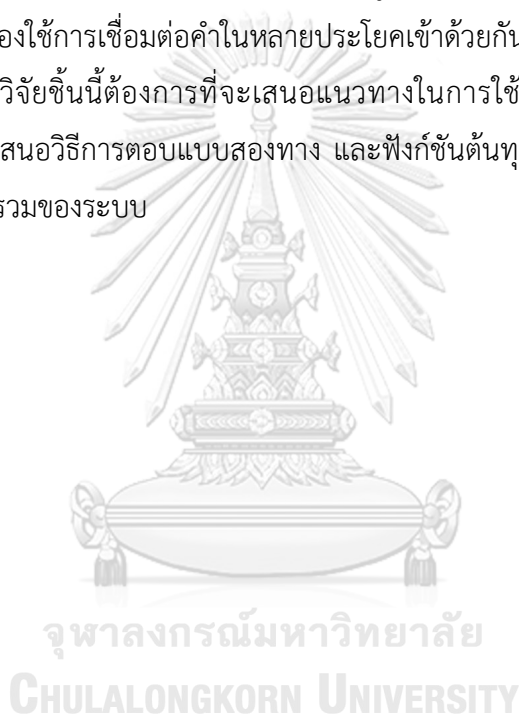 องใช้การเชื่อมต่อคำในหลายประโยคเข้าด้วยกัน
วิจัยชิ้นนี้ต้องการที่จะเสนอแนวทางในการใช้
สนอวิธีการตอบแบบสองทาง และฟังก์ชันต้นทุ
รวมของระบบ
จุฬาลงกรณ์มหาวิทยาลัย
CHULALONGKORN UNIVERSITY